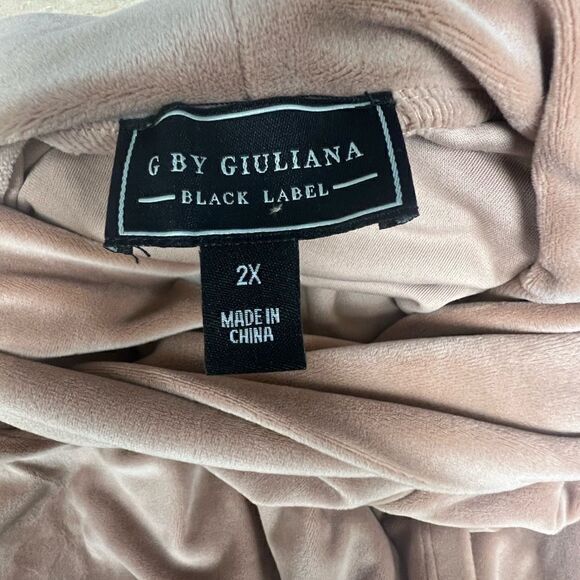 G BY GIULIANA
BLACK LABEL
2X
MADE IN
CHINA